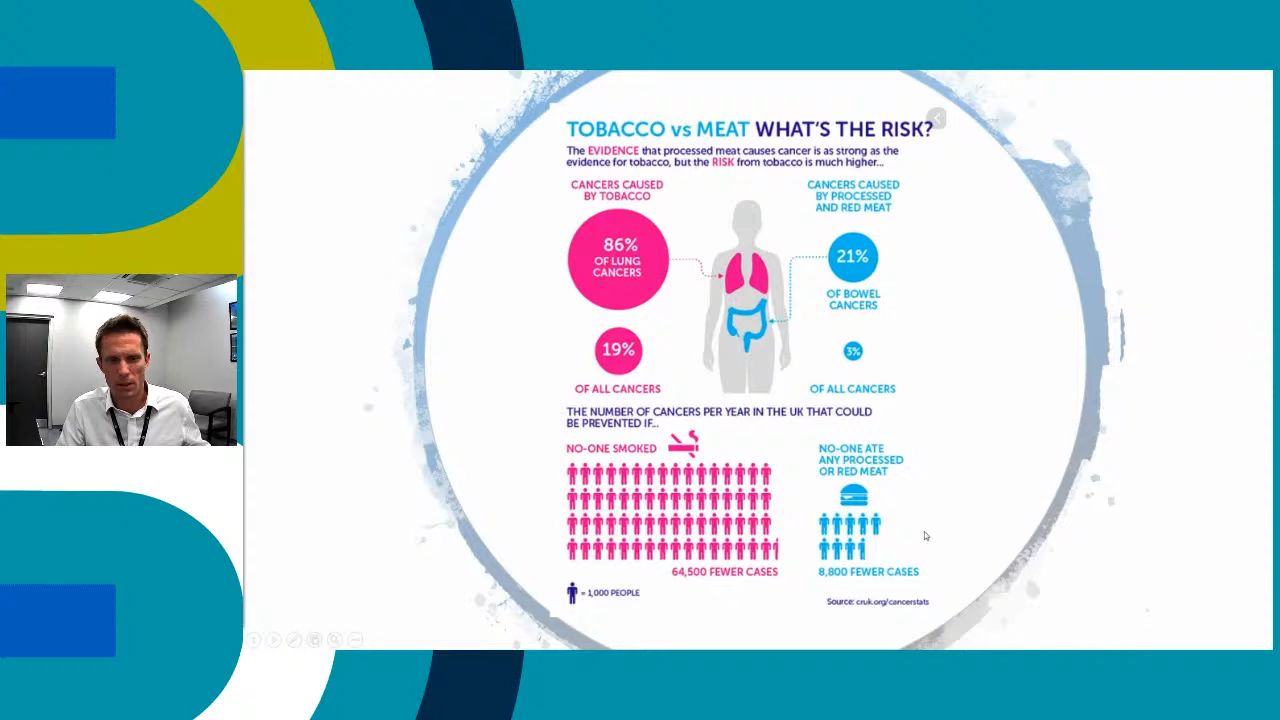 TOBACCO vs MEAT WHAT'S THE RISK?
The EVIDENCE that processed meat causes cancer is as strong as the
evidence for tobacco, but the RISK from tobacco is much higher...
CANCERS CAUSED
BY TOBACCO
86%
OF LUNG
CANCERS
19%
OF ALL CANCERS
CANCERS CAUSED
BY PROCESSED
AND RED MEAT
21%
OF BOWEL
CANCERS
3%
OF ALL CANCERS
THE NUMBER OF CANCERS PER YEAR IN THE UK THAT COULD
BE PREVENTED IF...
NO-ONE SMOKED
64,500 FEWER CASES
= 1,000 PEOPLE
NO-ONE ATE
ANY PROCESSED
OR RED MEAT
8,800 FEWER CASES
Source: cruk.org/cancerstats